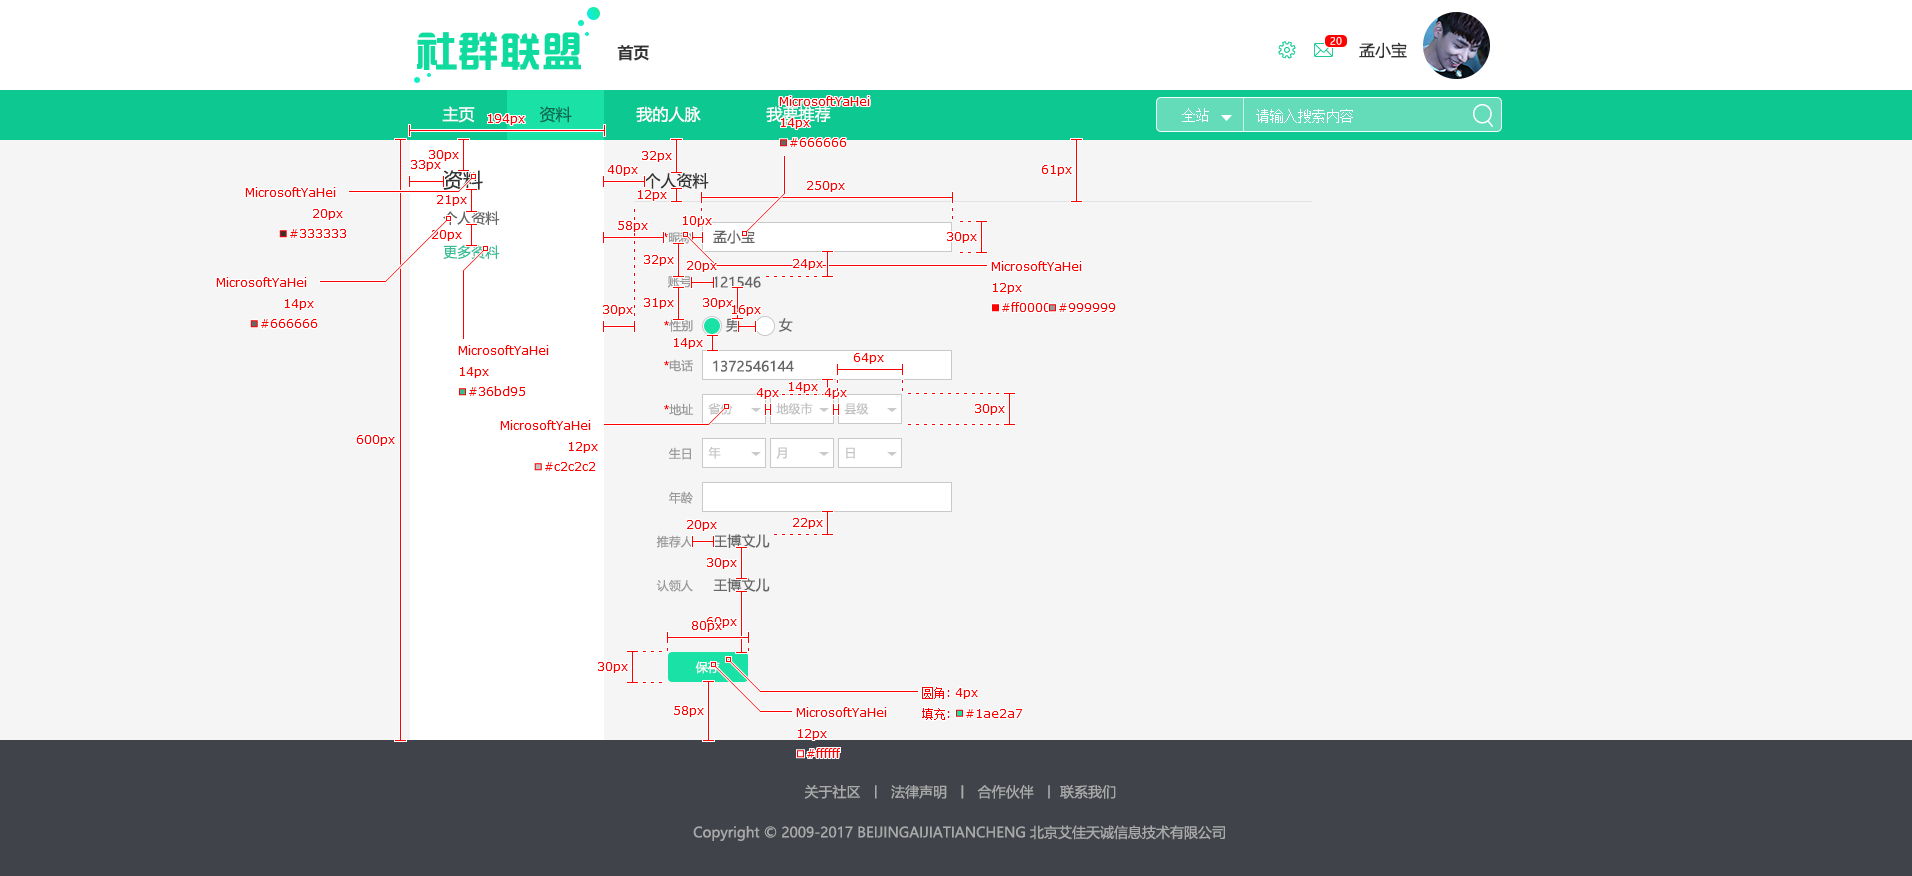 社群联盟
首页
20
孟小宝
主页
资料
我的人脉
我要推荐
全站
请输入搜索内容
MicrosoftYaHei
14px
#666666
194px
30px
33px
资料
21px
个人资料
20px
更多资料
MicrosoftYaHei
20px
#333333
MicrosoftYaHei
14px
#666666
MicrosoftYaHei
14px
#36bd95
600px
32px
40px
个人资料
12px
250px
61px
58px
10px
*昵称
孟小宝
30px
32px
20px
24px
MicrosoftYaHei
12px
#ff0000
#999999
账号
121546
31px
30px
16px
30px
*性别
男
女
14px
*电话
1372546144
64px
4px
14px
4px
*地址
省份
地级市
县级
30px
MicrosoftYaHei
12px
#c2c2c2
生日
年
月
日
年龄
20px
22px
推荐人
王博文儿
30px
认领人
王博文儿
60px
80px
30px
保存
58px
圆角: 4px
填充: #1ae2a7
MicrosoftYaHei
12px
#ffffff
关于社区 | 法律声明 | 合作伙伴 | 联系我们
Copyright © 2009-2017 BEIJINGAIJIATIANCHENG 北京艾佳天诚信息技术有限公司